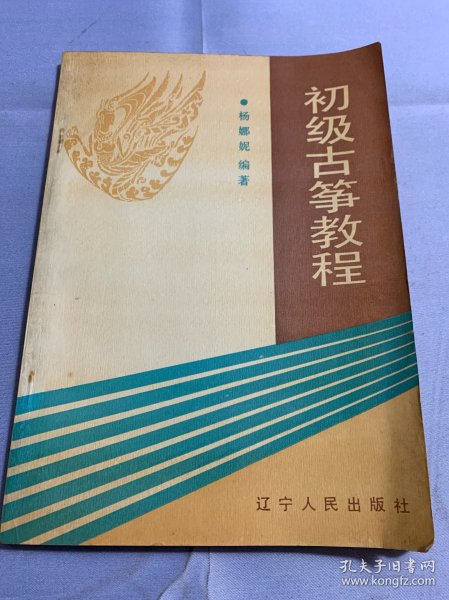 初级古筝教程
●杨娜妮 编著
辽宁人民出版社
孔夫子旧书网
www.kongfz.com